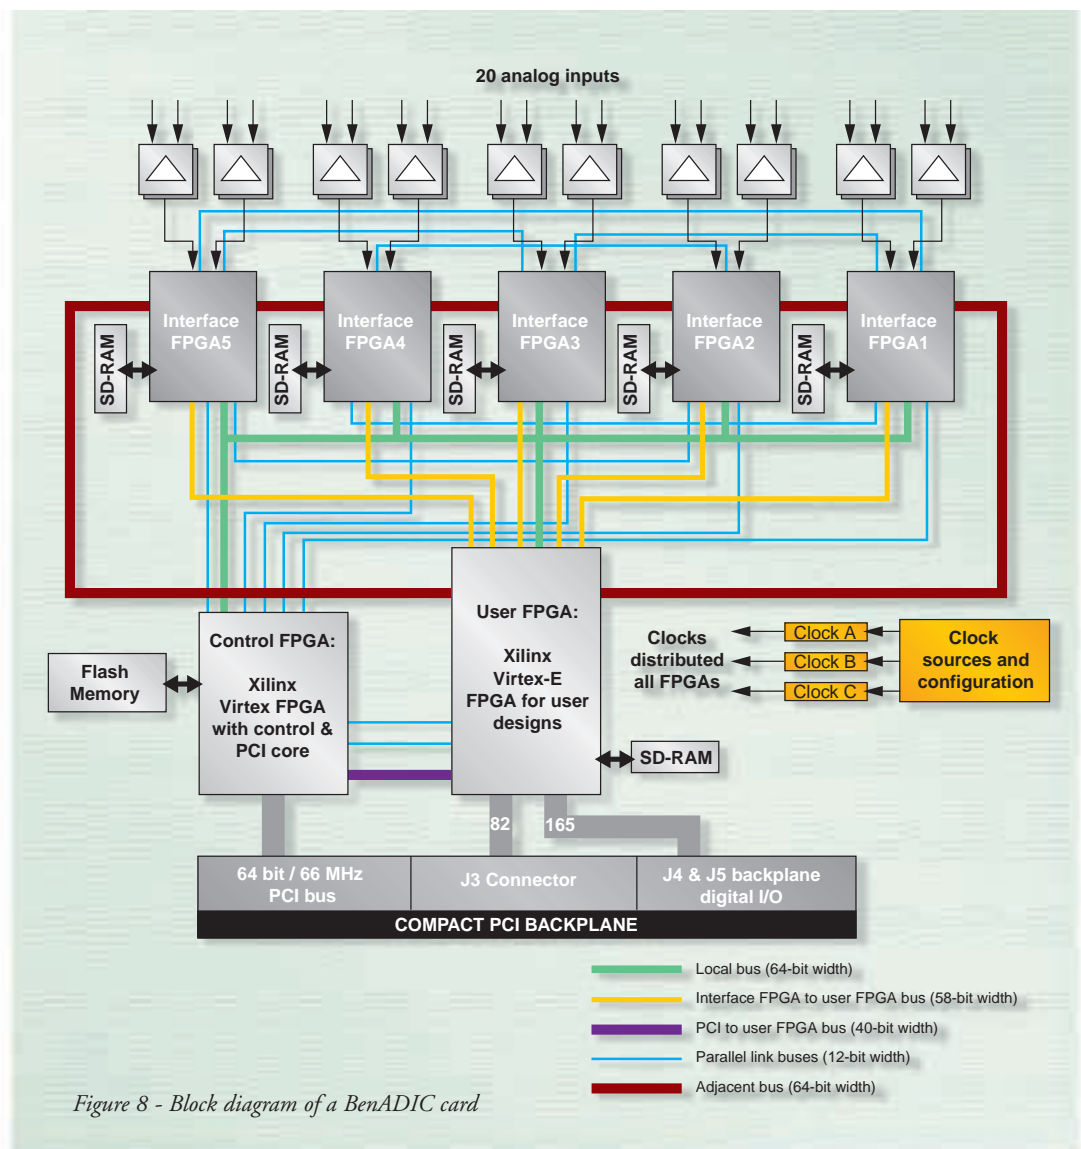 20 analog inputs
Interface
FPGA5
Interface
FPGA4
Interface
FPGA3
Interface
FPGA2
Interface
FPGA1
SD-RAM
SD-RAM
SD-RAM
SD-RAM
SD-RAM
Control FPGA:
Xilinx
Virtex FPGA
with control &
PCI core
User FPGA:
Xilinx
Virtex-E
FPGA for user
designs
Flash
Memory
Clocks
distributed
all FPGAs
Clock A
Clock B
Clock C
Clock
sources and
configuration
SD-RAM
82
165
64 bit / 66 MHz
PCI bus
J3 Connector
J4 & J5 backplane
digital I/O
COMPACT PCI BACKPLANE
Local bus (64-bit width)
Interface FPGA to user FPGA bus (58-bit width)
PCI to user FPGA bus (40-bit width)
Parallel link buses (12-bit width)
Adjacent bus (64-bit width)
Figure 8 - Block diagram of a BenADIC card